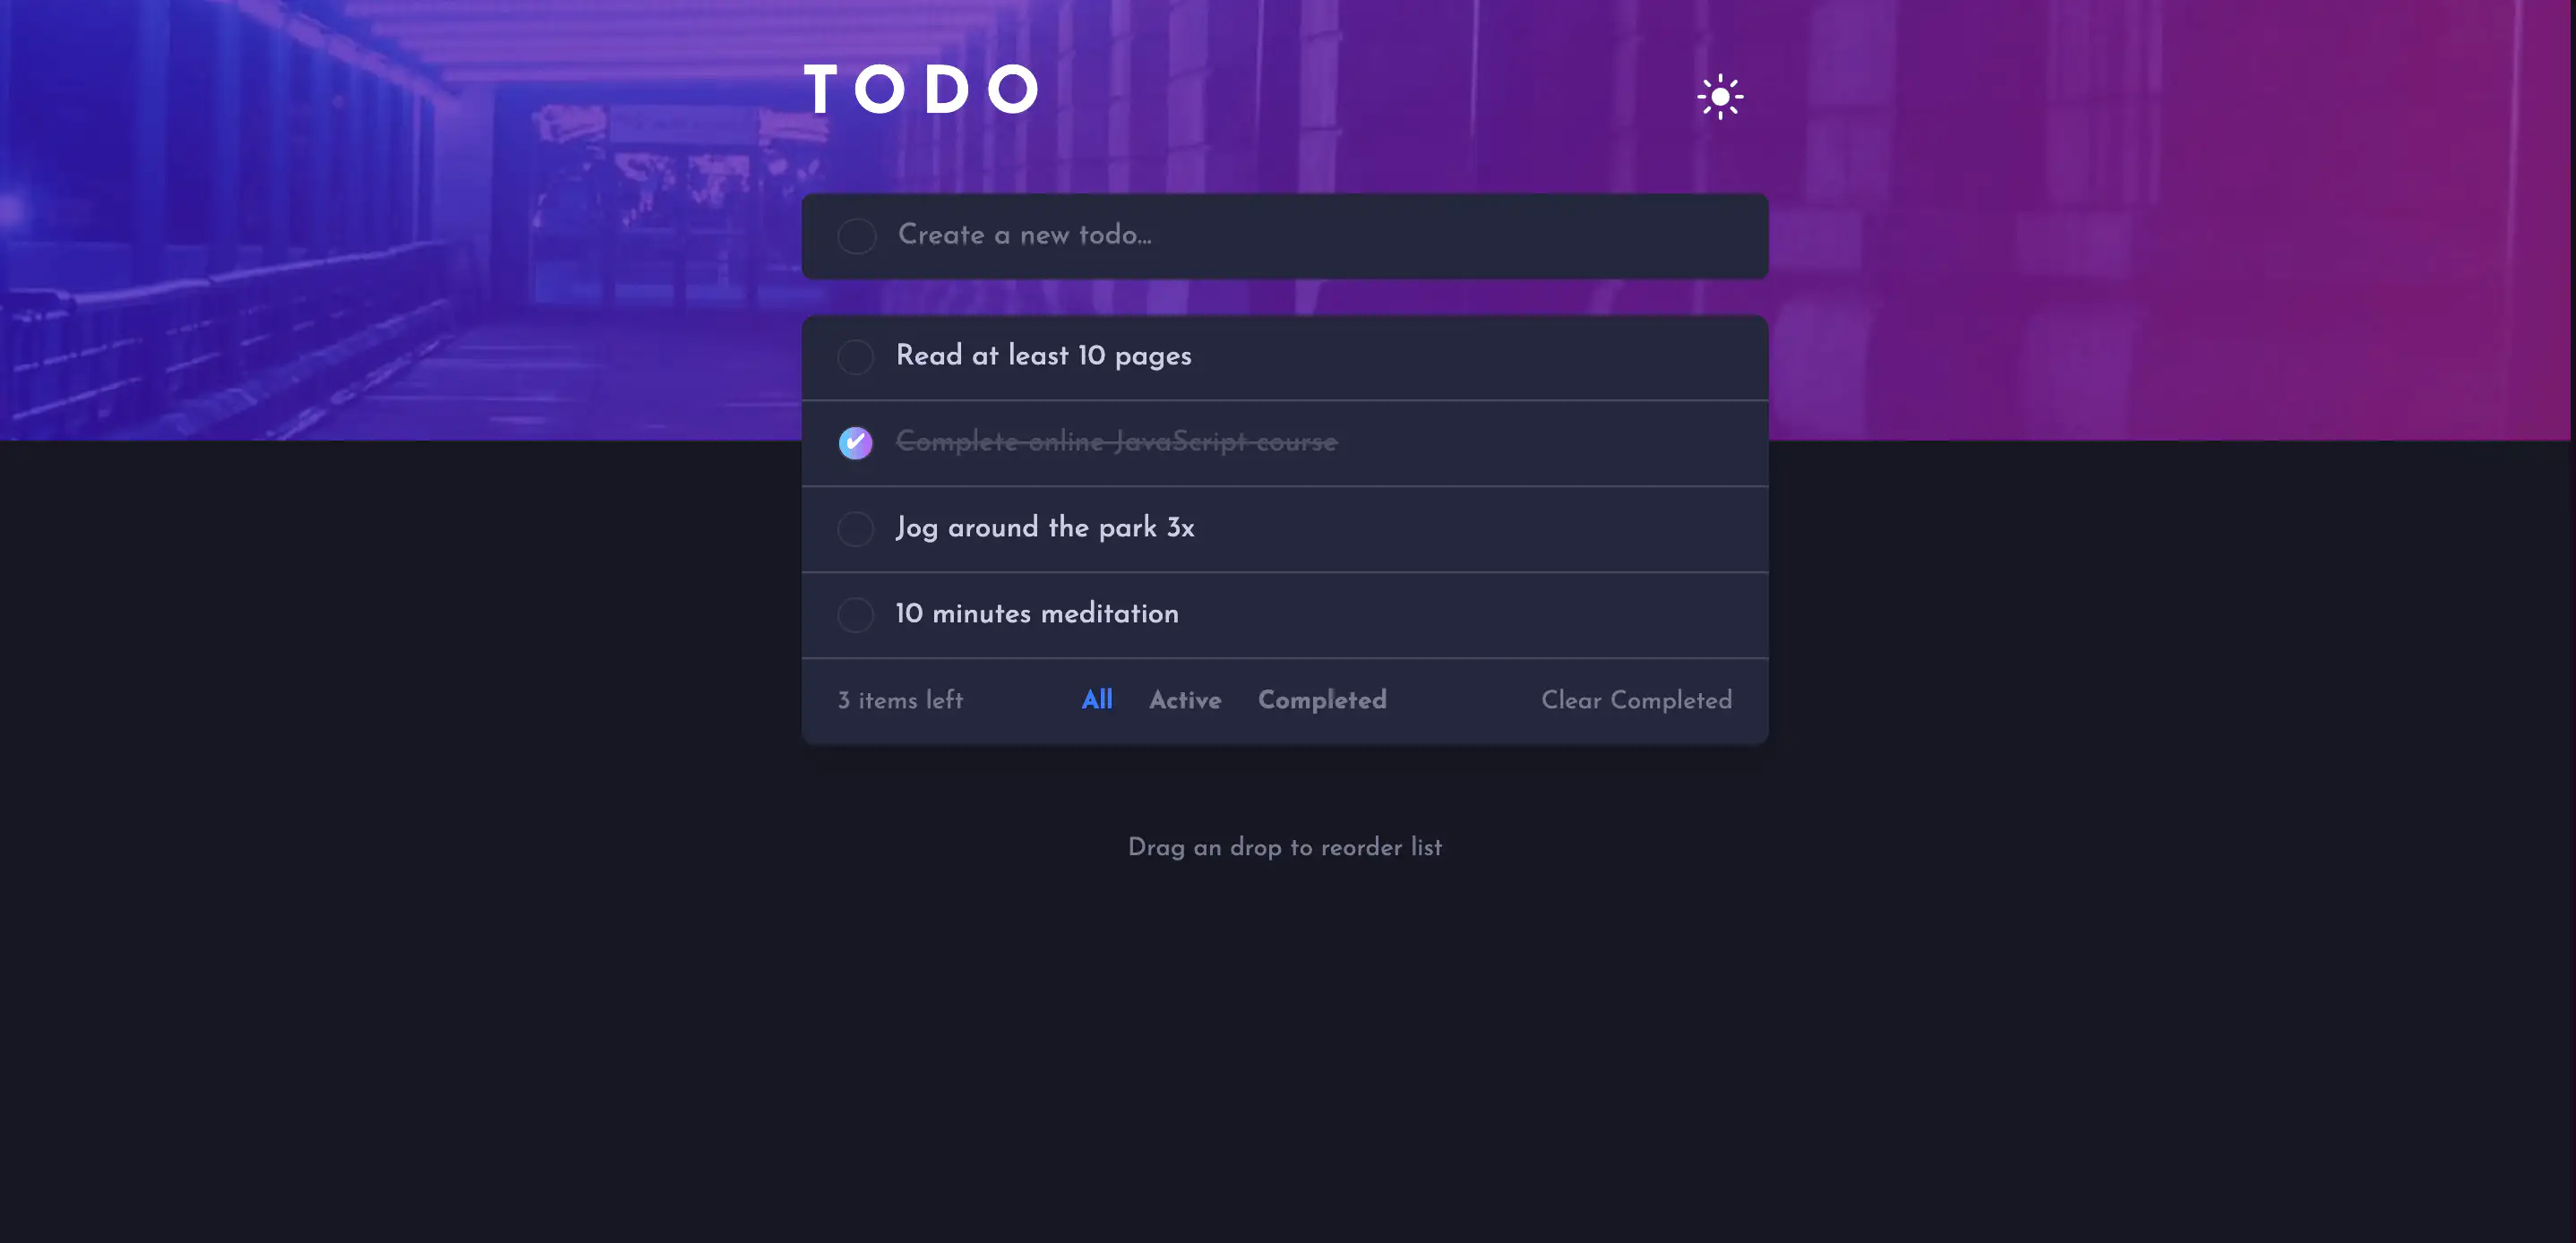 TODO
Create a new todo...
Read at least 10 pages
Complete online JavaScript course
Jog around the park 3x
10 minutes meditation
3 items left All Active Completed Clear Completed
Drag an drop to reorder list